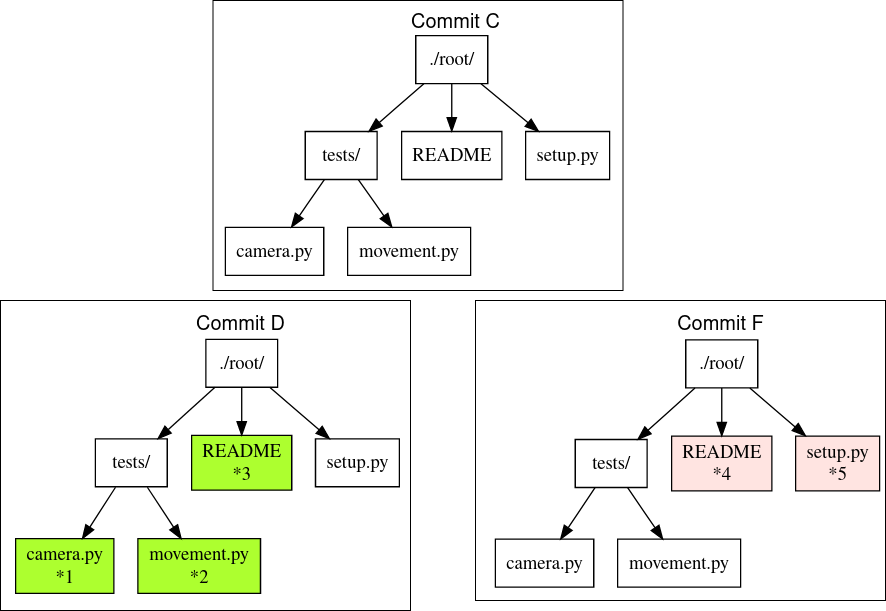 Commit C
./root/
tests/
README
setup.py
camera.py
movement.py
Commit D
./root/
tests/
README
*3
setup.py
camera.py
*1
movement.py
*2
Commit F
./root/
tests/
README
*4
setup.py
*5
camera.py
movement.py